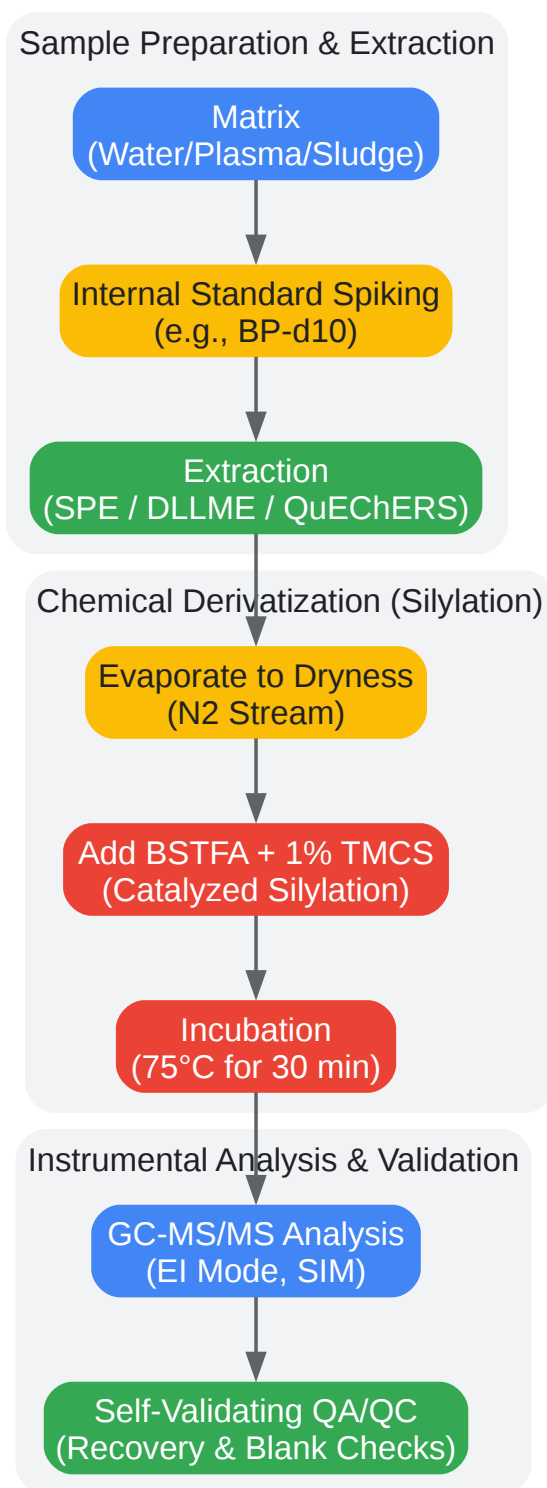 Sample Preparation & Extraction
Matrix
(Water/Plasma/Sludge)
Internal Standard Spiking
(e.g., BP-d10)
Extraction
(SPE / DLLME / QuEChERS)
Chemical Derivatization (Silylation)
Evaporate to Dryness
(N2 Stream)
Add BSTFA + 1% TMCS
(Catalyzed Silylation)
Incubation
(75°C for 30 min)
Instrumental Analysis & Validation
GC-MS/MS Analysis
(EI Mode, SIM)
Self-Validating QA/QC
(Recovery & Blank Checks)